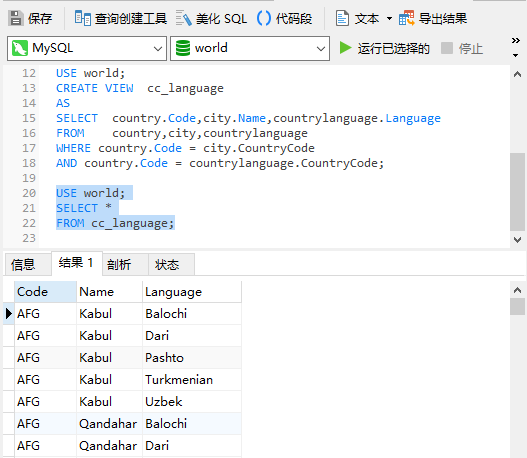 保存 查询创建工具 美化 SQL 代码段 文本 导出结果
MySQL world 运行已选择的 停止
12 USE world;
13 CREATE VIEW cc_language
14 AS
15 SELECT country.Code,city.Name,countrylanguage.Language
16 FROM country,city,countrylanguage
17 WHERE country.Code = city.CountryCode
18 AND country.Code = countrylanguage.CountryCode;
19
20 USE world;
21 SELECT *
22 FROM cc_language;
23
信息 结果 1 剖析 状态
Code Name Language
AFG Kabul Balochi
AFG Kabul Dari
AFG Kabul Pashto
AFG Kabul Turkmenian
AFG Kabul Uzbek
AFG Qandahar Balochi
AFG Qandahar Dari